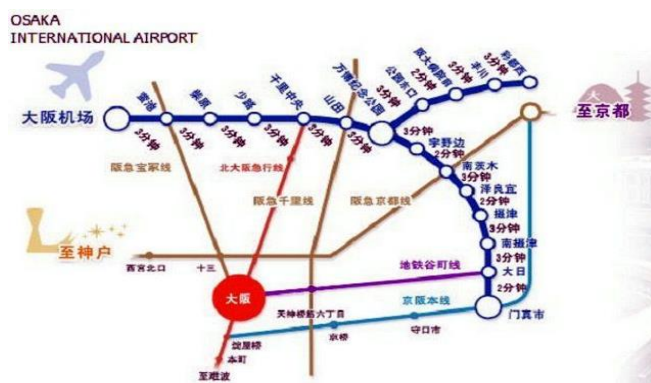 OSAKA
INTERNATIONAL AIRPORT
大阪机场
萤池
柴原
少路
千里中央
山田
万博纪念公园
公园东口
阪大病院前
丰川
彩都西
3分钟
3分钟
3分钟
3分钟
3分钟
3分钟
2分钟
3分钟
3分钟
3分钟
宇野边
2分钟
南茨木
3分钟
泽良宜
2分钟
摄津
3分钟
南摄津
3分钟
大日
2分钟
门真市
至京都
阪急宝冢线
北大阪急行线
阪急千里线
阪急京都线
至神户
西宫北口
十三
大阪
地铁谷町线
天神桥筋六丁目
京阪本线
淀屋桥
京桥
守口市
本町
至难波